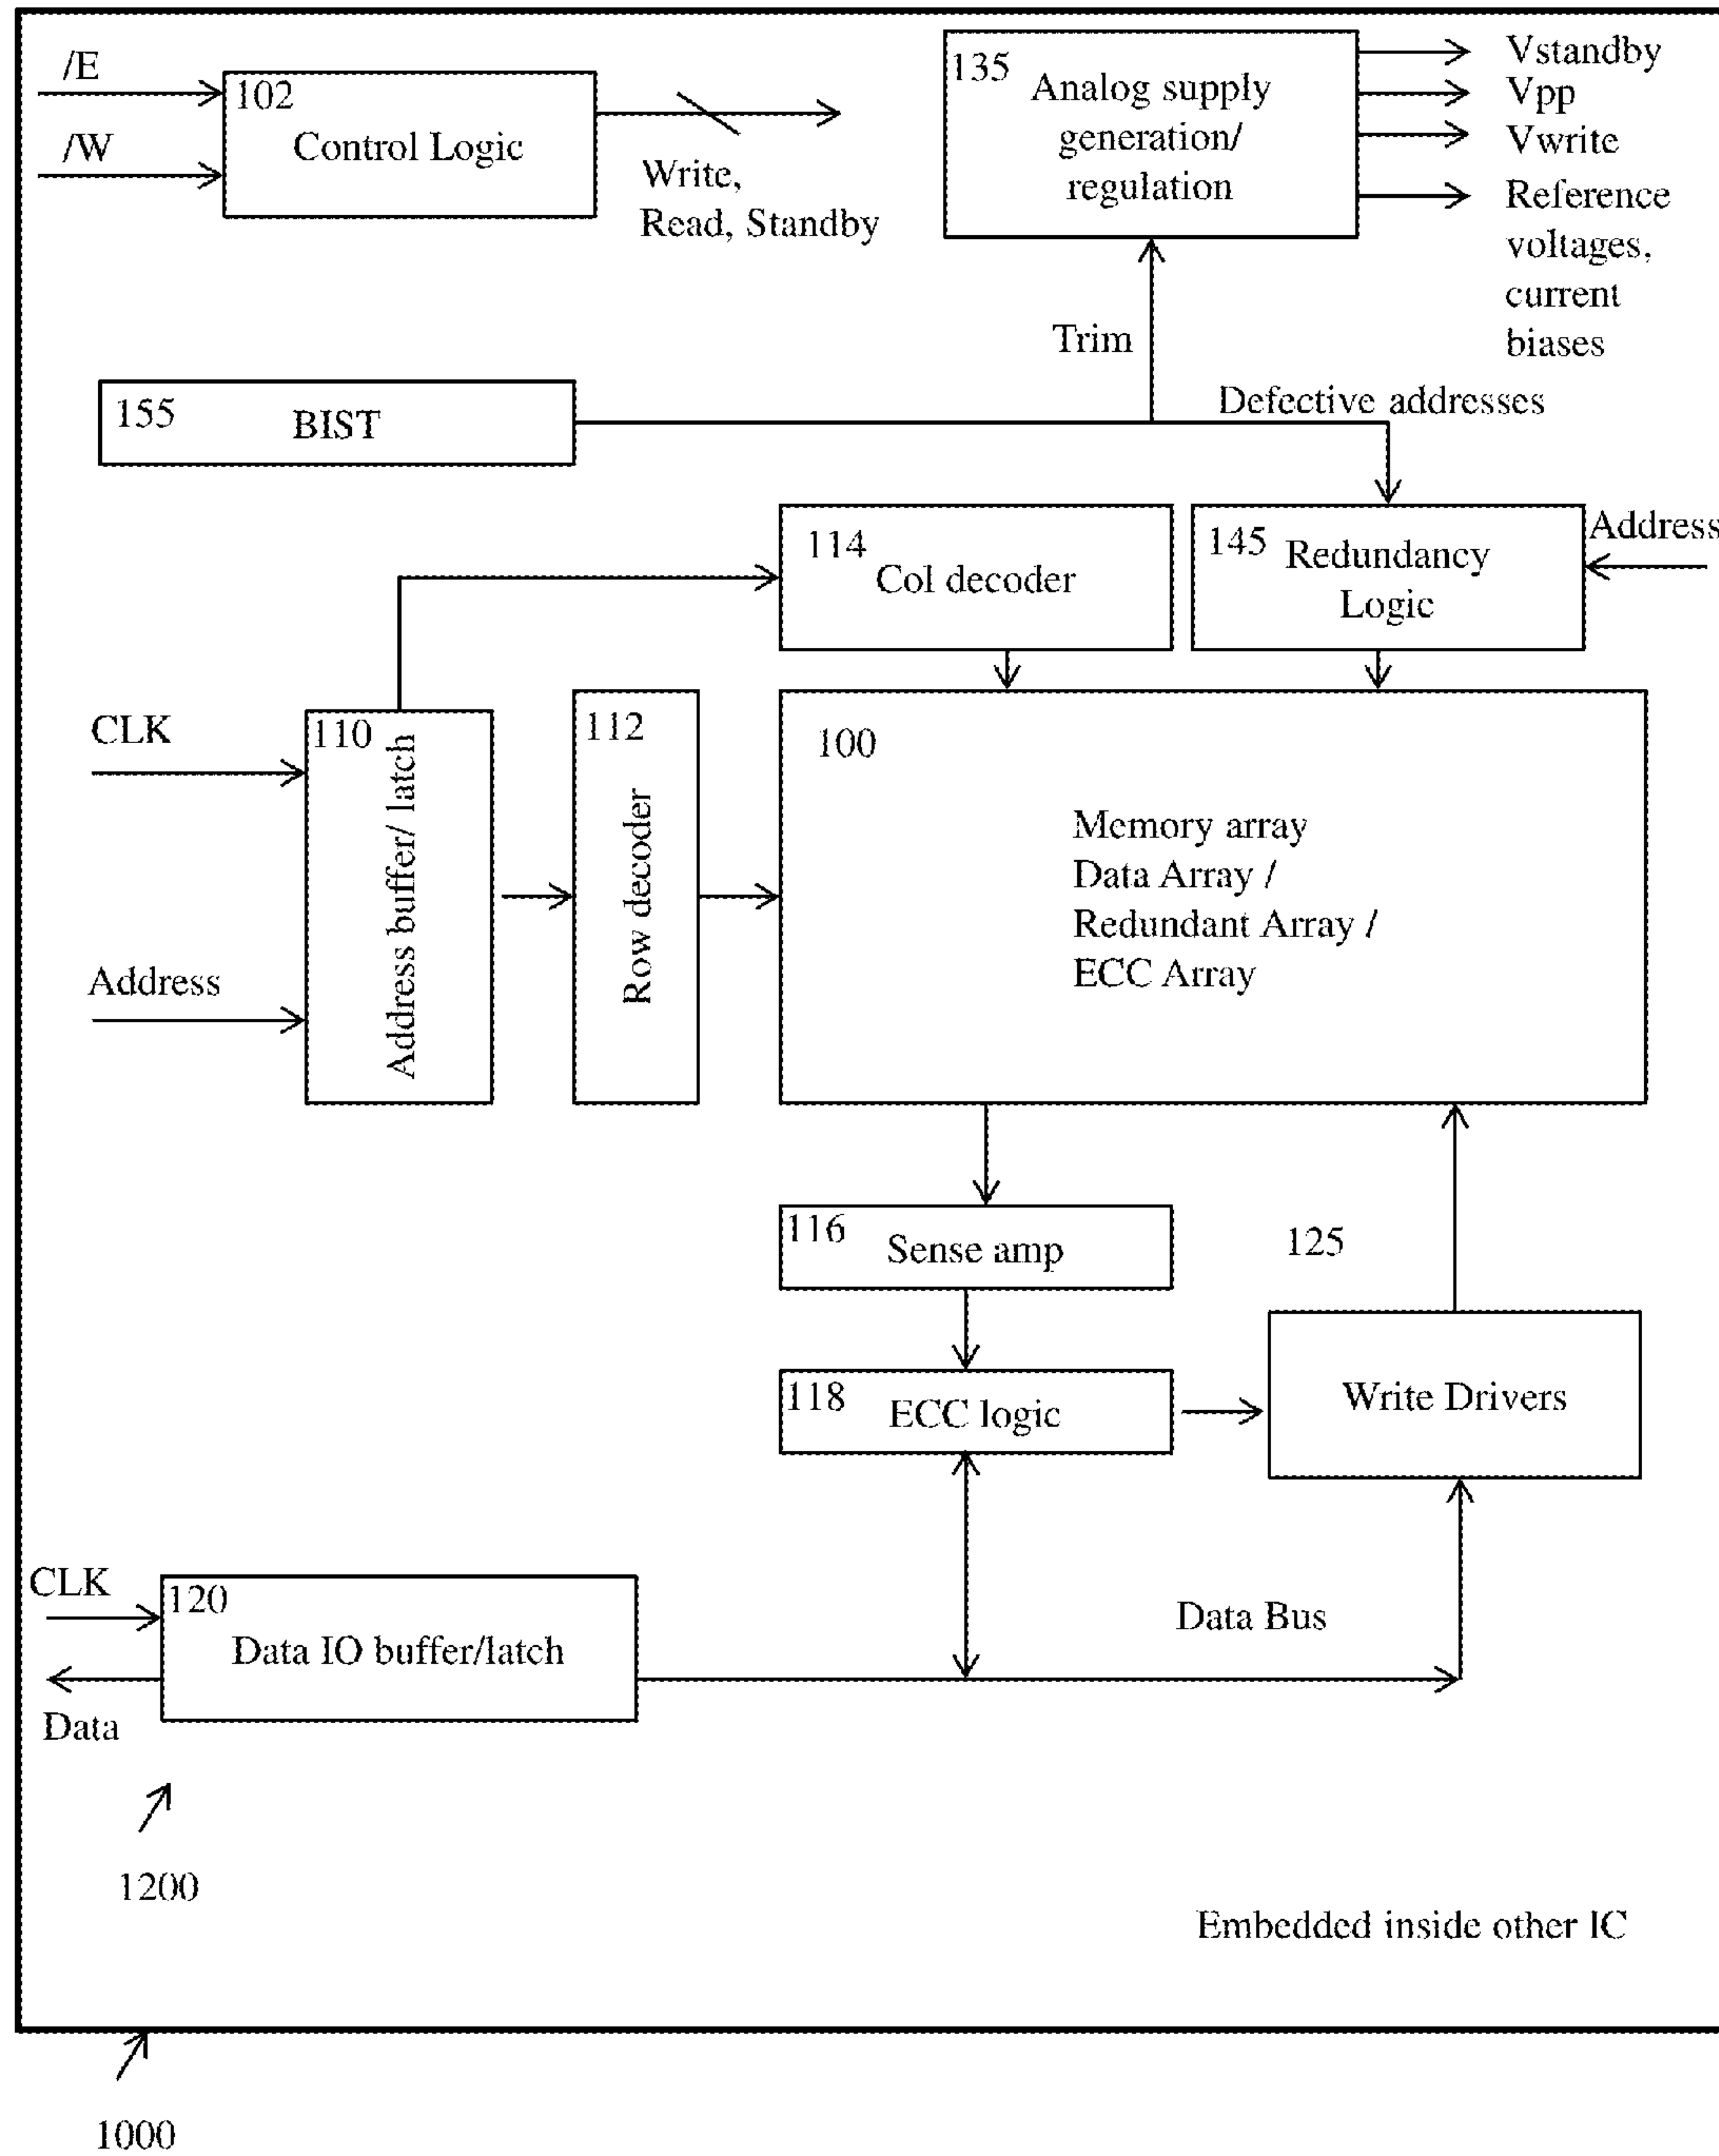 /E
/W
102
Control Logic
Write,
Read, Standby
135
Analog supply
generation/
regulation
Vstandby
Vpp
Vwrite
Reference
voltages,
current
biases
Trim
155
BIST
Defective addresses
114
Col decoder
145
Redundancy
Logic
Address
CLK
Address
110
Address buffer/ latch
112
Row decoder
100
Memory array
Data Array /
Redundant Array /
ECC Array
116
Sense amp
125
118
ECC logic
Write Drivers
CLK
120
Data IO buffer/latch
Data
Data Bus
1200
Embedded inside other IC
1000